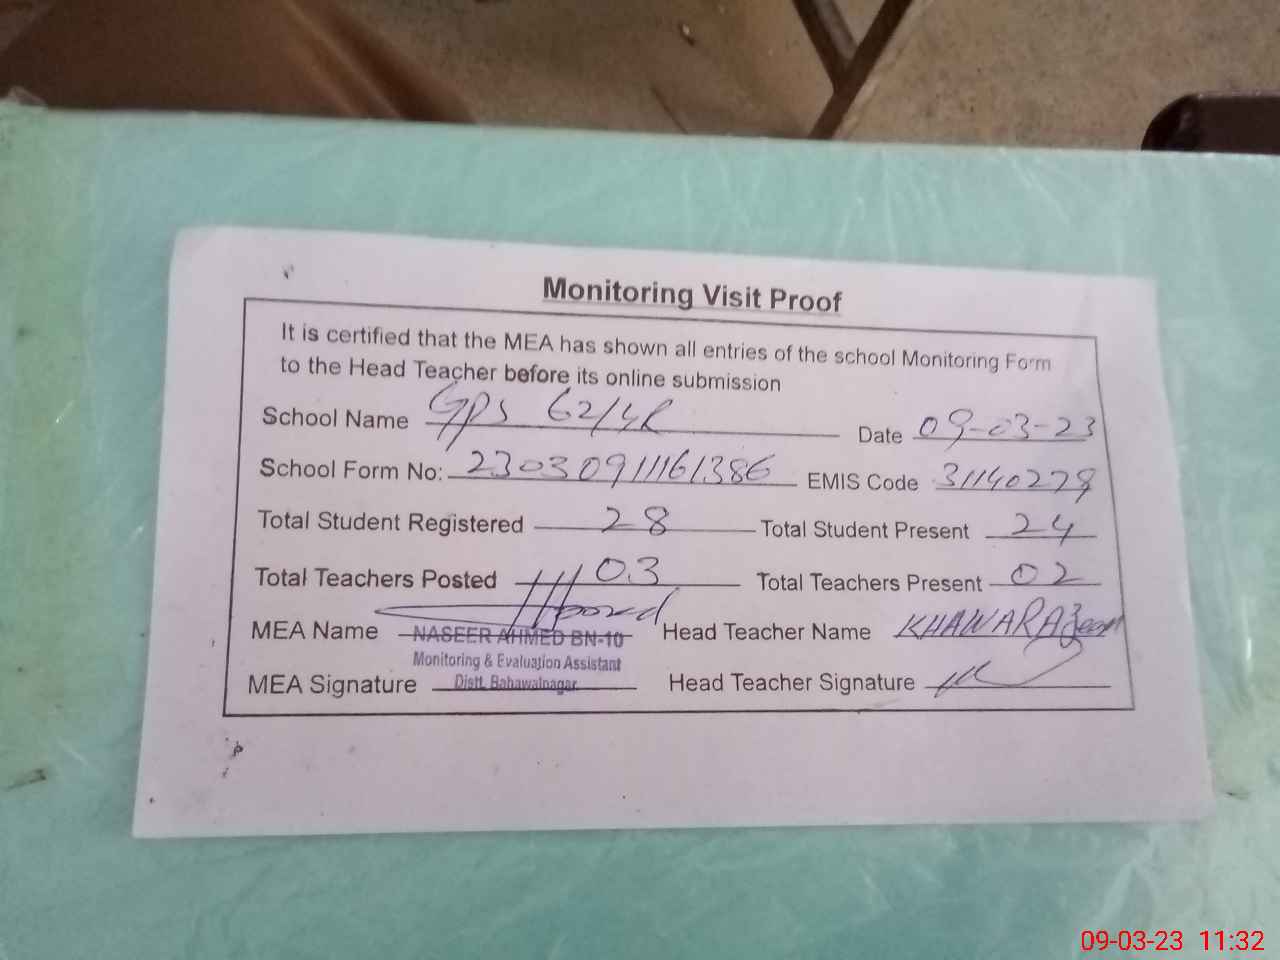 Monitoring Visit Proof
It is certified that the MEA has shown all entries of the school Monitoring Form
to the Head Teacher before its online submission
School Name GPS 62/4R Date 09-03-23
School Form No: 23030911161386 EMIS Code 31140279
Total Student Registered 28 Total Student Present 24
Total Teachers Posted 03 Total Teachers Present 02
MEA Name NASEER AHMED BN-10 Head Teacher Name KHAWAR Azeem
Monitoring & Evaluation Assistant
MEA Signature Distt. Bahawalnagar Head Teacher Signature
09-03-23 11:32